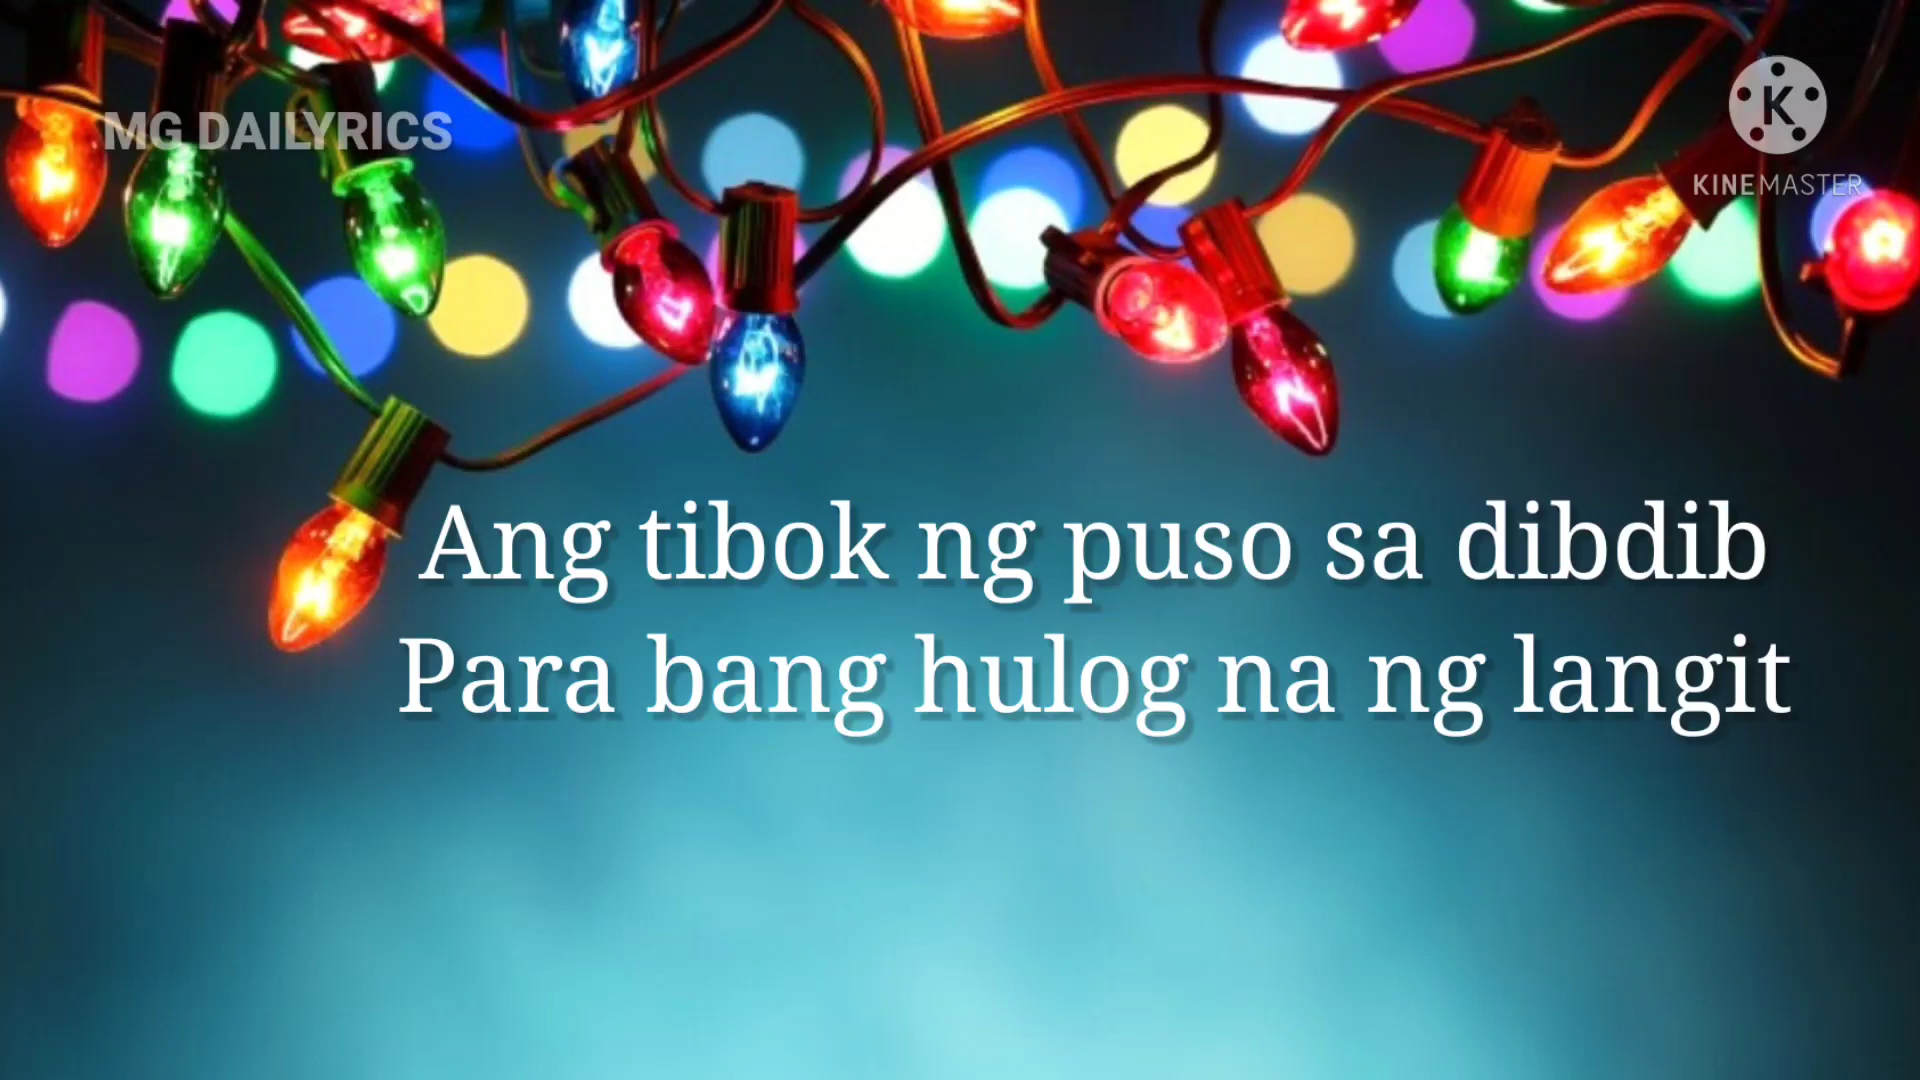 MG DAILYRICS
K
KINEMASTER
Ang tibok ng puso sa dibdib
Para bang hulog na ng langit